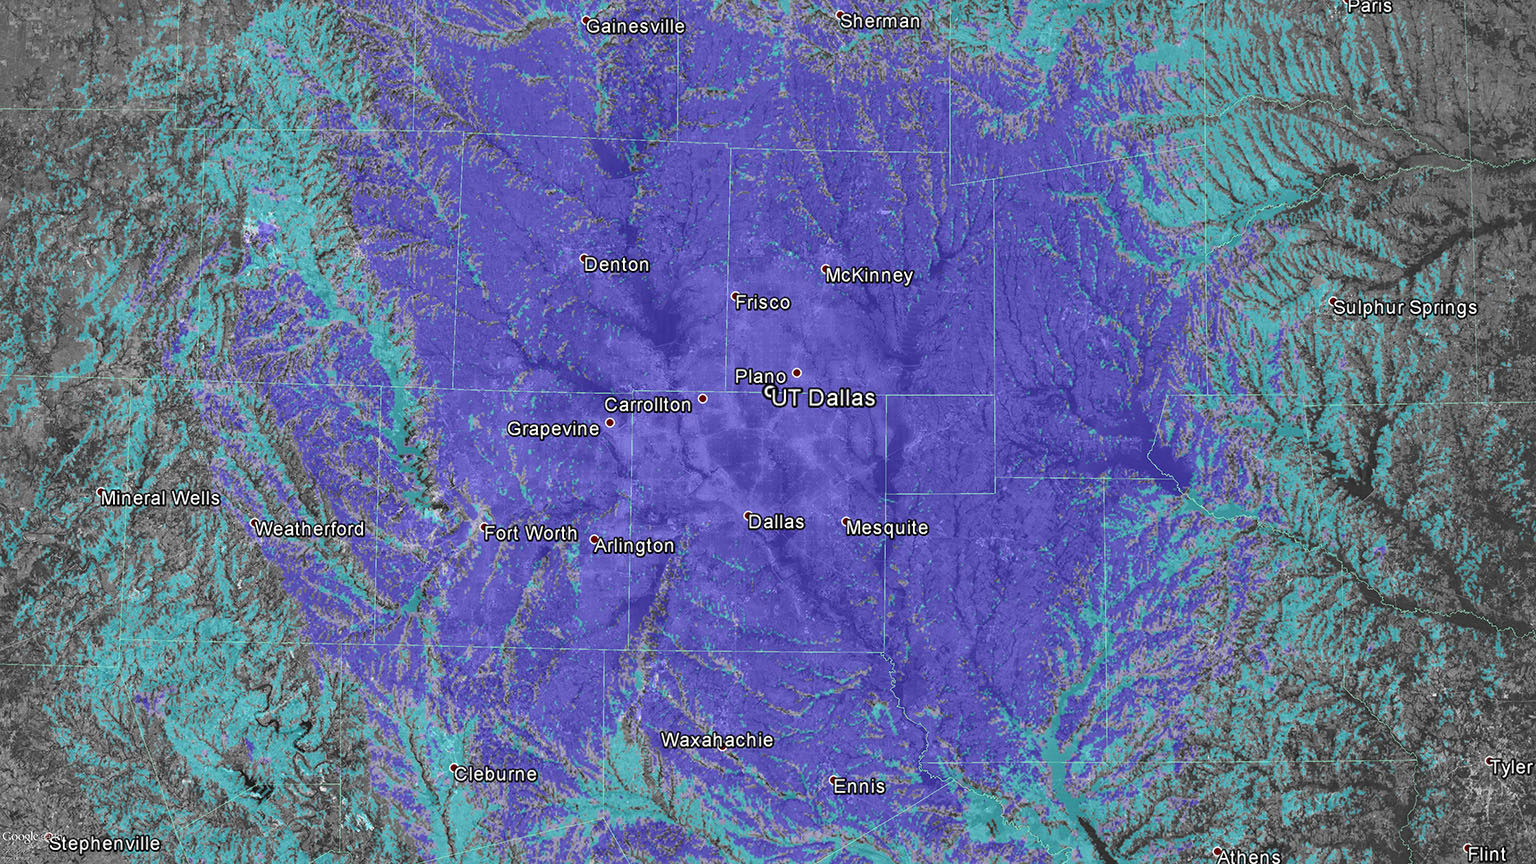 Paris
Sherman
Gainesville
Denton
McKinney
Frisco
Sulphur Springs
Plano
UT Dallas
Carrollton
Grapevine
Mineral Wells
Weatherford
Fort Worth
Arlington
Dallas
Mesquite
Waxahachie
Cleburne
Ennis
Tyler
Google
Stephenville
Athens
Flint